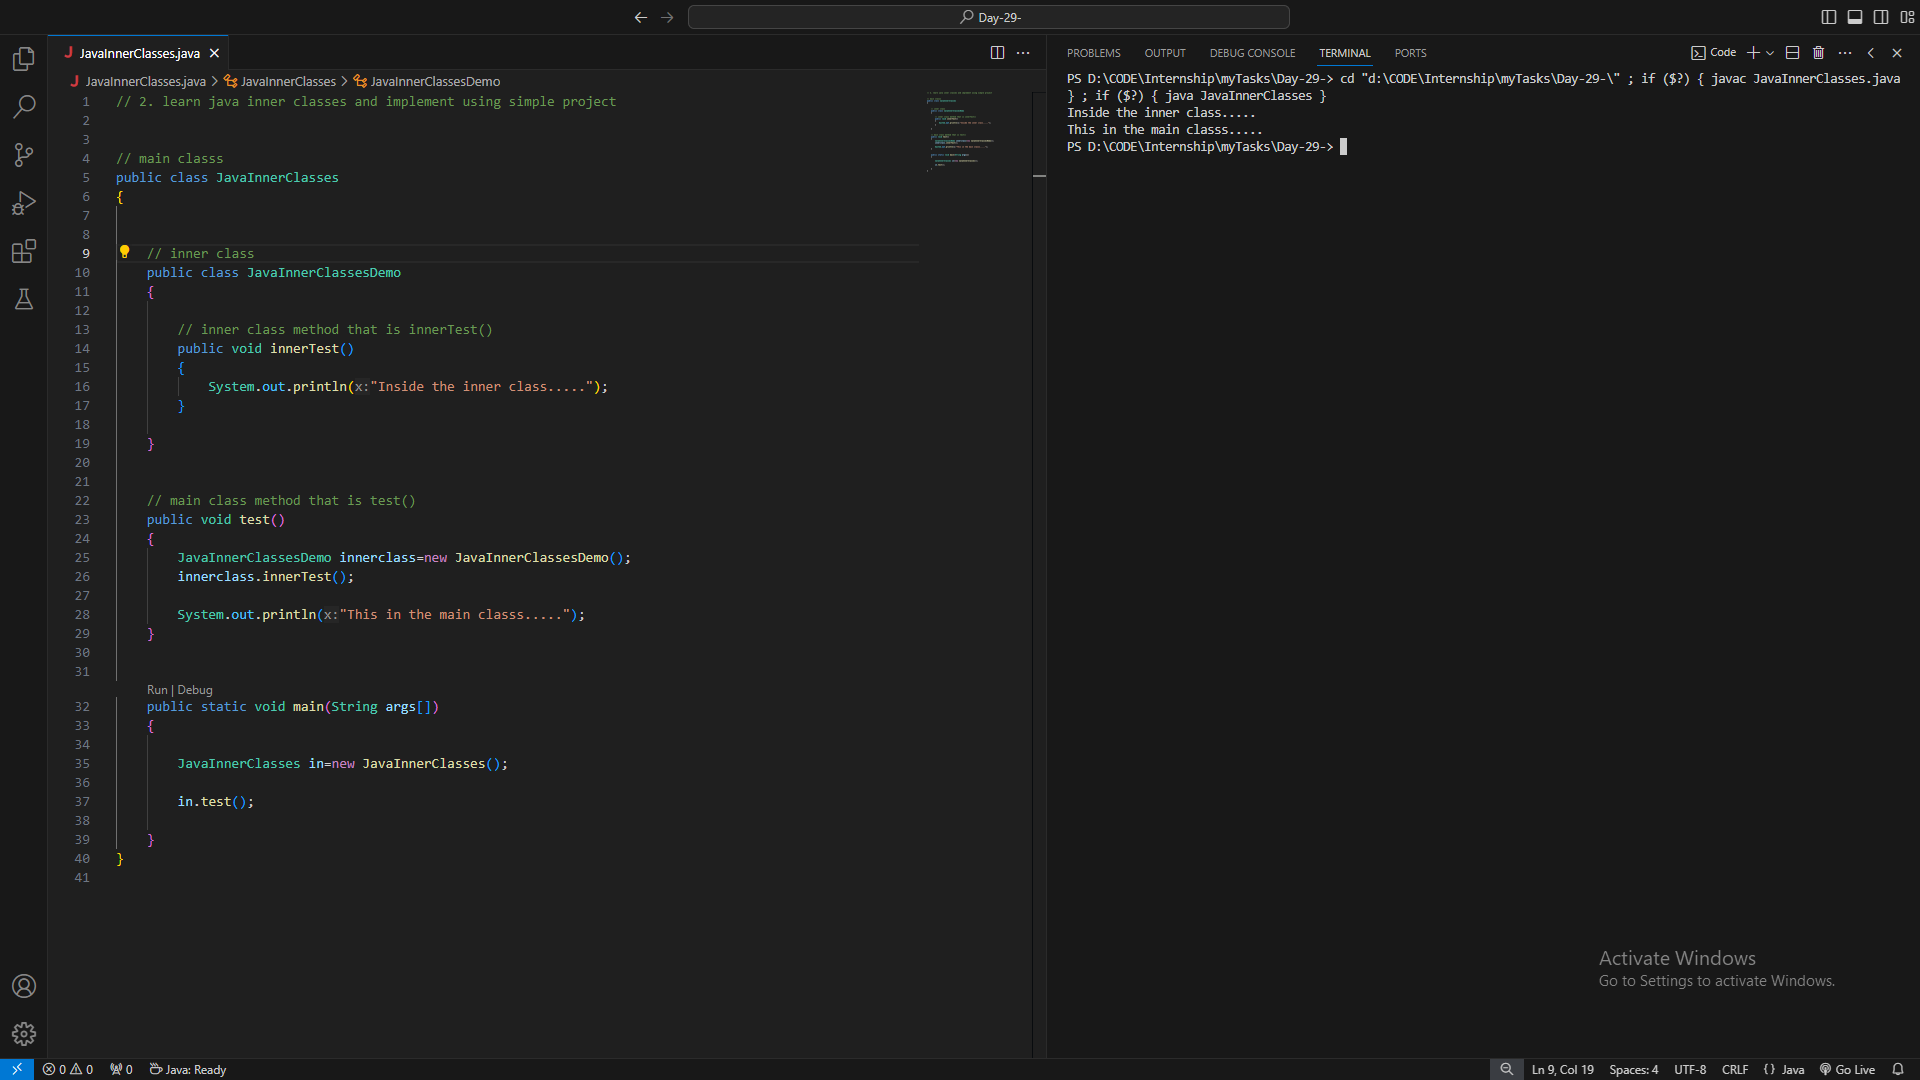 Day-29-
JavaInnerClasses.java
JavaInnerClasses.java > JavaInnerClasses > JavaInnerClassesDemo
1 // 2. learn java inner classes and implement using simple project
2
3
4 // main classs
5 public class JavaInnerClasses
6 {
7
8
9 // inner class
10 public class JavaInnerClassesDemo
11 {
12
13 // inner class method that is innerTest()
14 public void innerTest()
15 {
16 System.out.println(x:"Inside the inner class.....");
17 }
18
19 }
20
21
22 // main class method that is test()
23 public void test()
24 {
25 JavaInnerClassesDemo innerclass=new JavaInnerClassesDemo();
26 innerclass.innerTest();
27
28 System.out.println(x:"This in the main classs.....");
29 }
30
31
Run | Debug
32 public static void main(String args[])
33 {
34
35 JavaInnerClasses in=new JavaInnerClasses();
36
37 in.test();
38
39 }
40 }
41
PROBLEMS OUTPUT DEBUG CONSOLE TERMINAL PORTS
Code
PS D:\CODE\Internship\myTasks\Day-29-> cd "d:\CODE\Internship\myTasks\Day-29-\" ; if ($?) { javac JavaInnerClasses.java
} ; if ($?) { java JavaInnerClasses }
Inside the inner class.....
This in the main classs.....
PS D:\CODE\Internship\myTasks\Day-29->
Activate Windows
Go to Settings to activate Windows.
0 0 0 Java: Ready
Ln 9, Col 19 Spaces: 4 UTF-8 CRLF {} Java Go Live